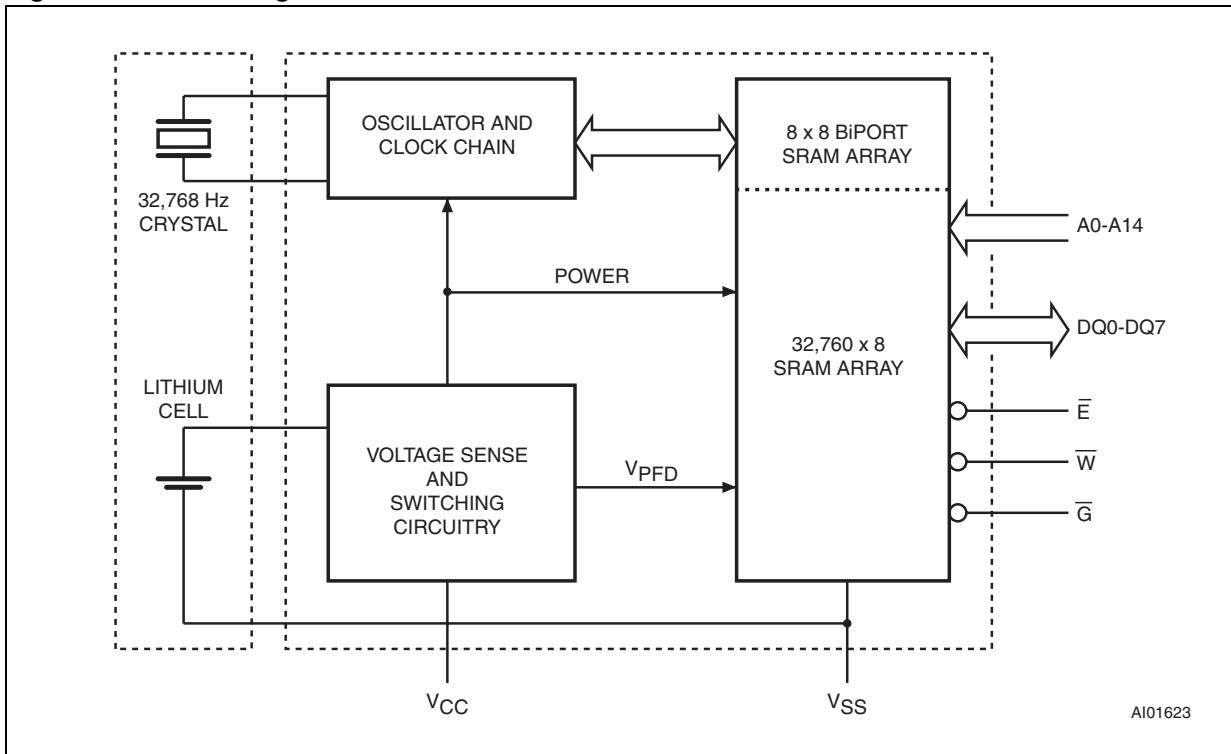 OSCILLATOR AND
CLOCK CHAIN
8 x 8 BiPORT
SRAM ARRAY
32,768 Hz
CRYSTAL
A0-A14
POWER
DQ0-DQ7
32,760 x 8
SRAM ARRAY
LITHIUM
CELL
E̅
VOLTAGE SENSE
AND
SWITCHING
CIRCUITRY
VPFD
W̅
G̅
VCC
VSS
AI01623